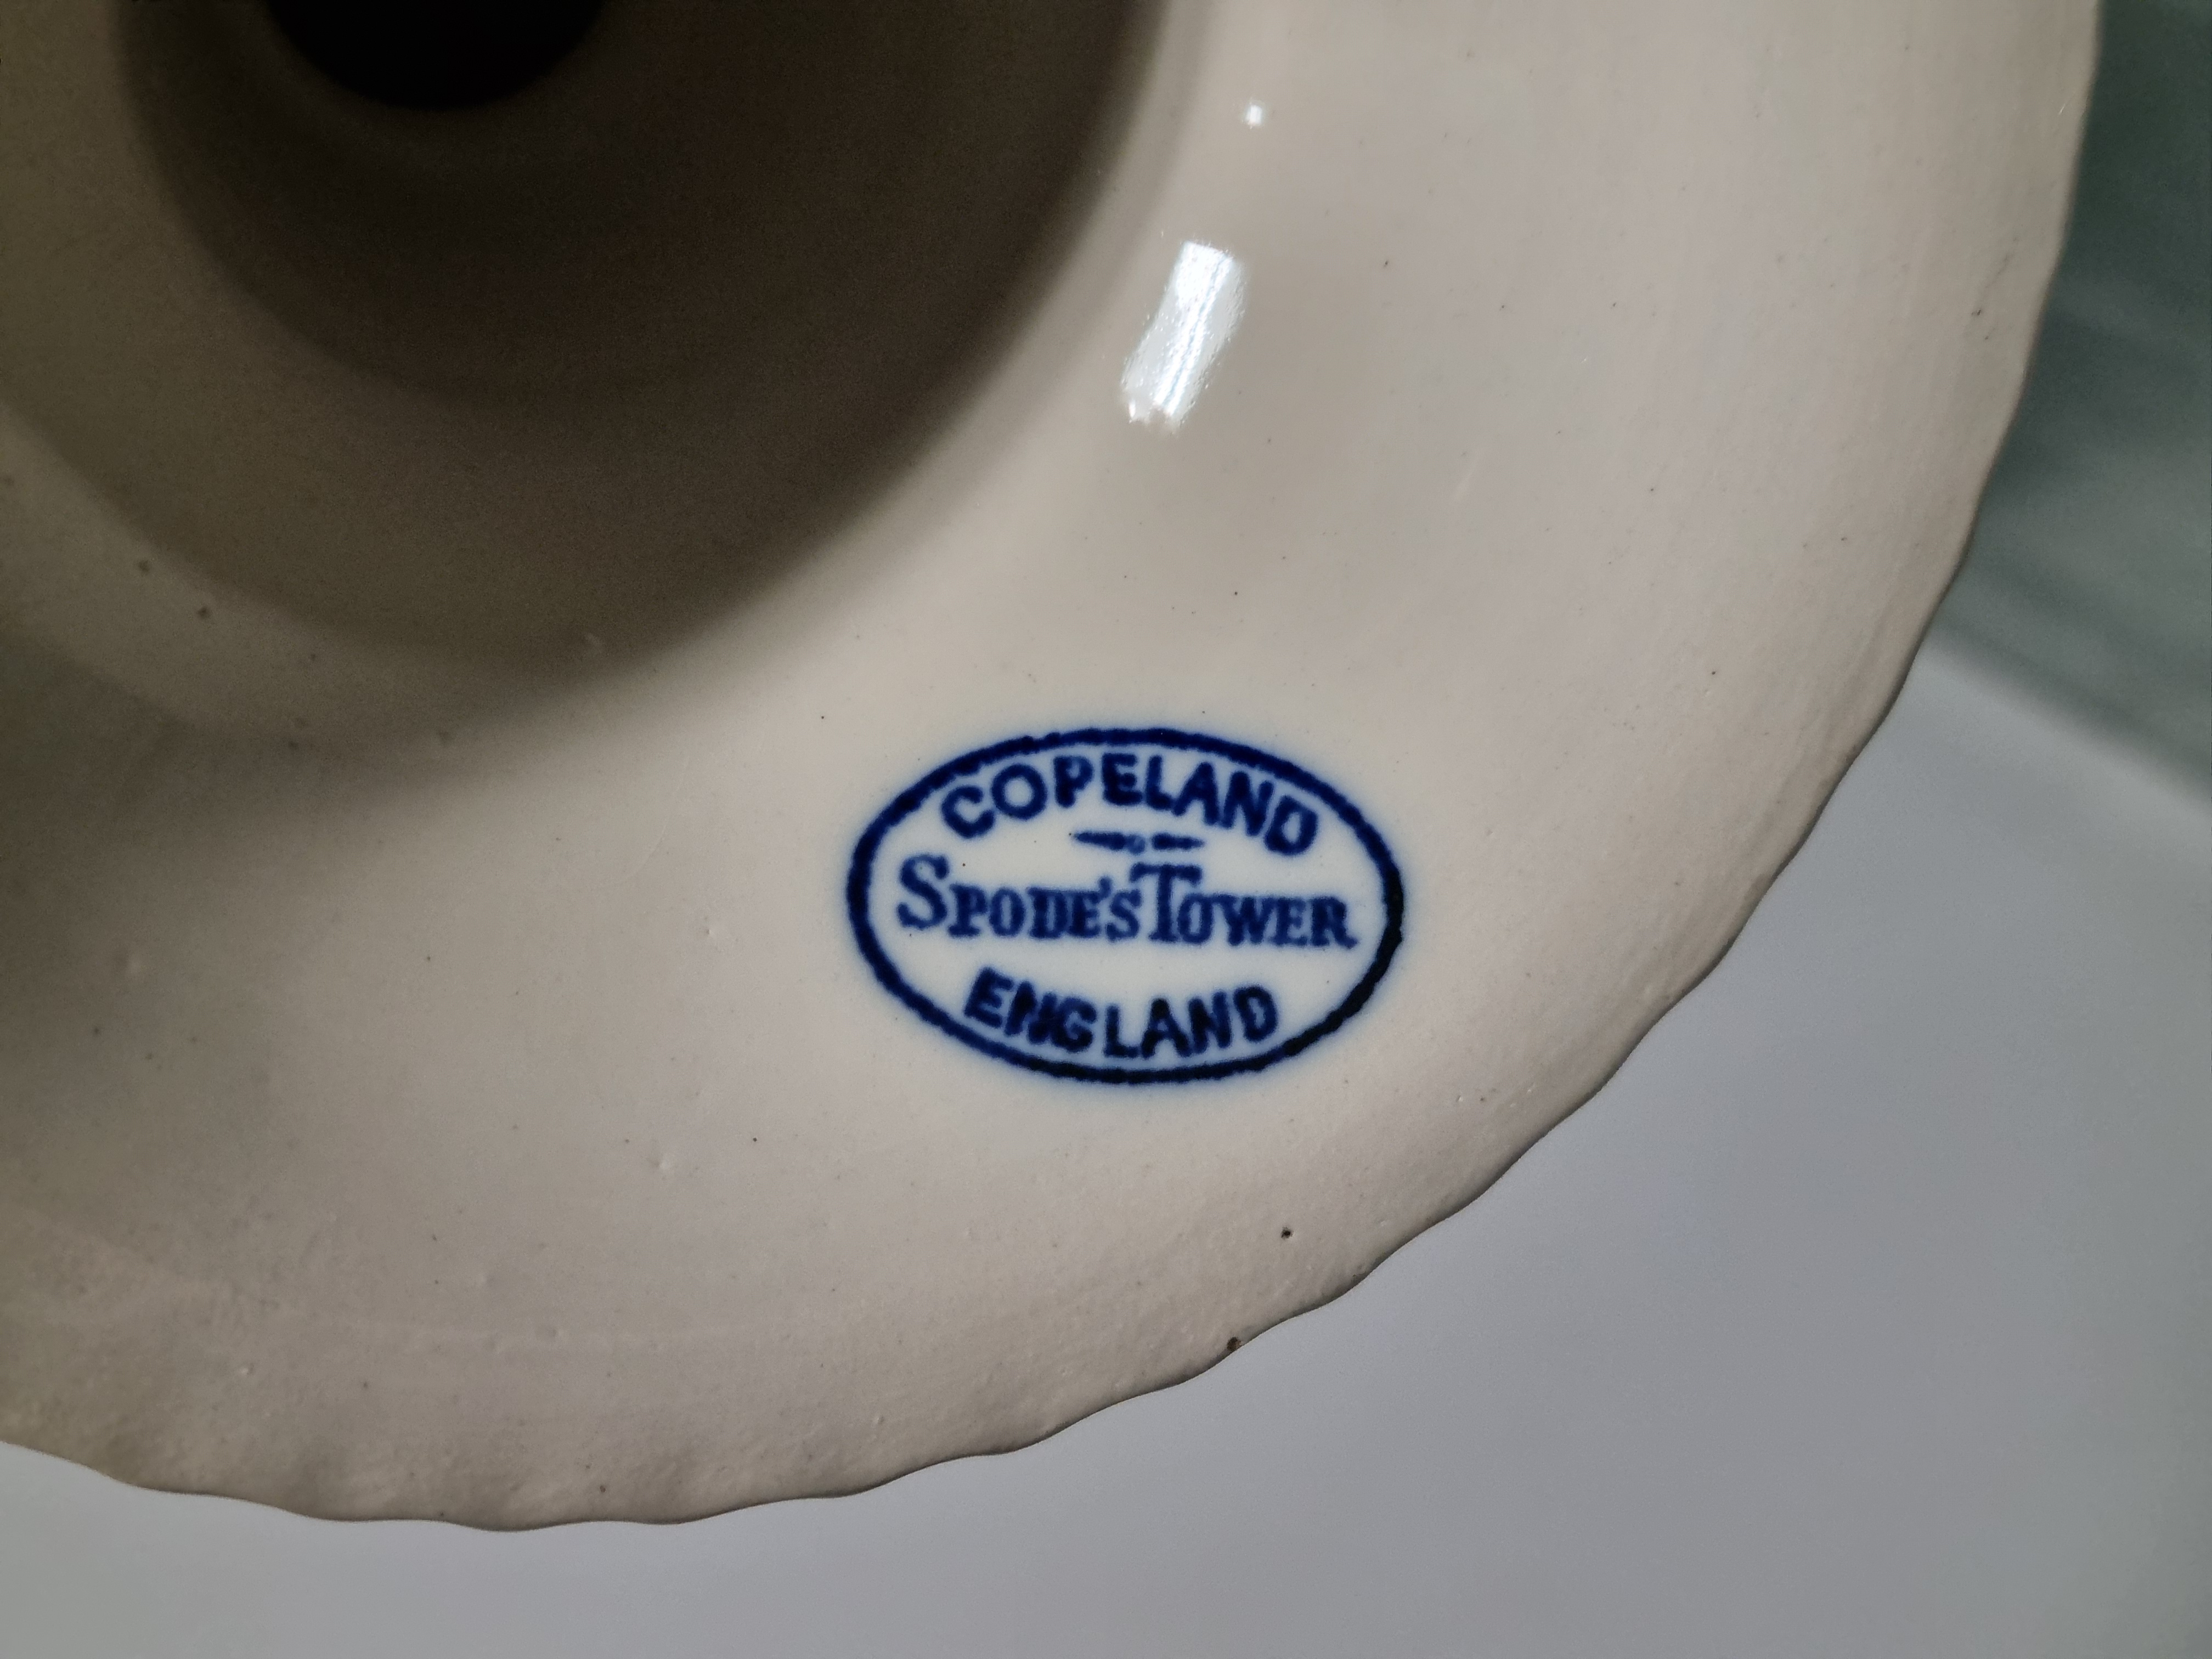 COPELAND
SPODE'S TOWER
ENGLAND